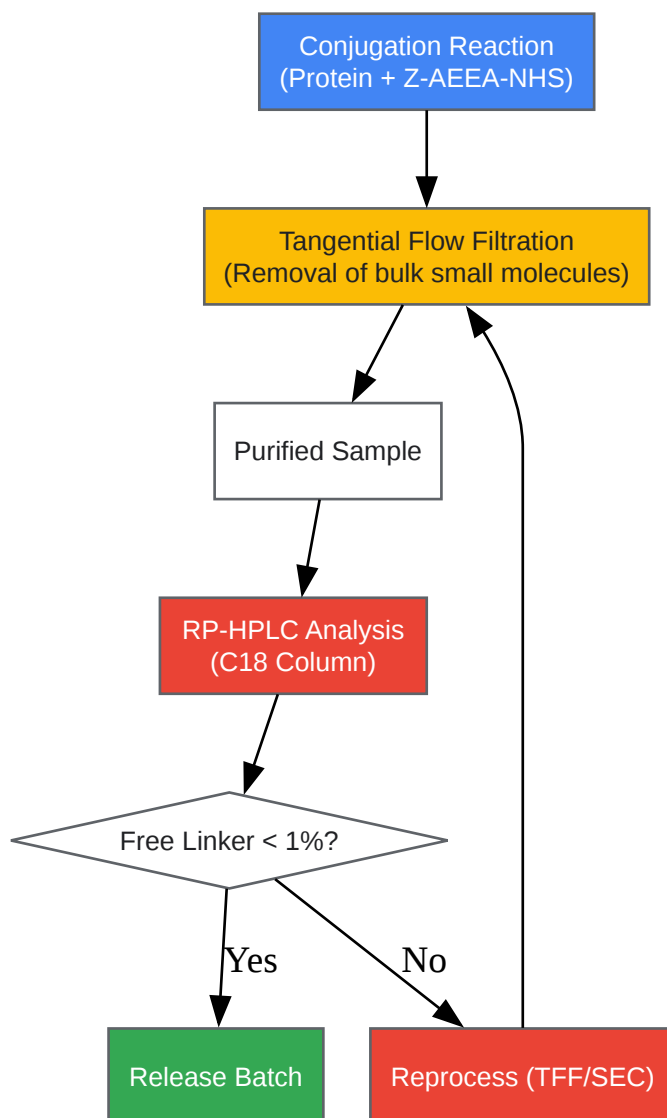 Conjugation Reaction
(Protein + Z-AEEA-NHS)
Tangential Flow Filtration
(Removal of bulk small molecules)
Purified Sample
RP-HPLC Analysis
(C18 Column)
Free Linker < 1%?
Yes
No
Release Batch
Reprocess (TFF/SEC)